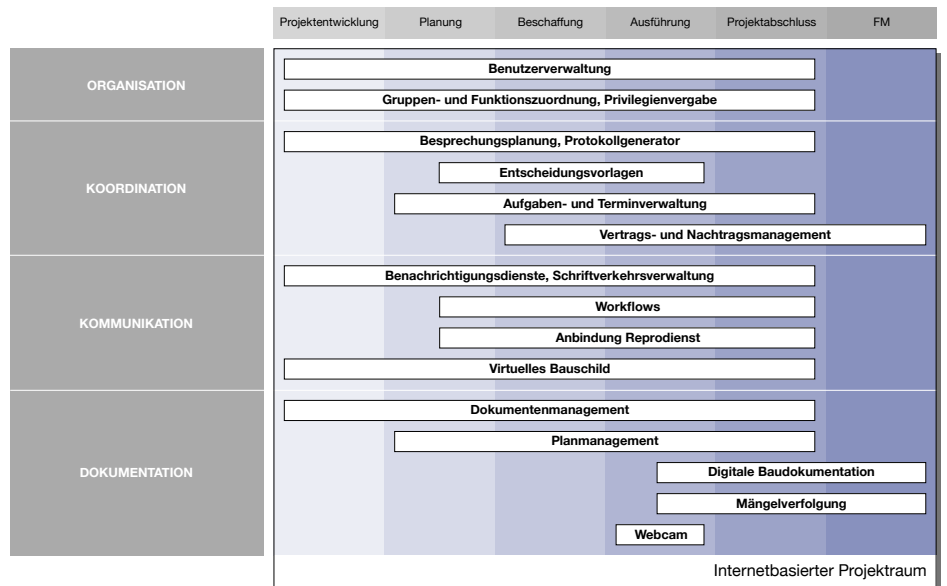 Projektentwicklung Planung Beschaffung Ausführung Projektabschluss FM
ORGANISATION
Benutzerverwaltung
Gruppen- und Funktionszuordnung, Privilegienvergabe
KOORDINATION
Besprechungsplanung, Protokollgenerator
Entscheidungsvorlagen
Aufgaben- und Terminverwaltung
Vertrags- und Nachtragsmanagement
KOMMUNIKATION
Benachrichtigungsdienste, Schriftverkehrsverwaltung
Workflows
Anbindung Reprodienst
Virtuelles Bauschild
DOKUMENTATION
Dokumentenmanagement
Planmanagement
Digitale Baudokumentation
Mängelverfolgung
Webcam
Internetbasierter Projektraum